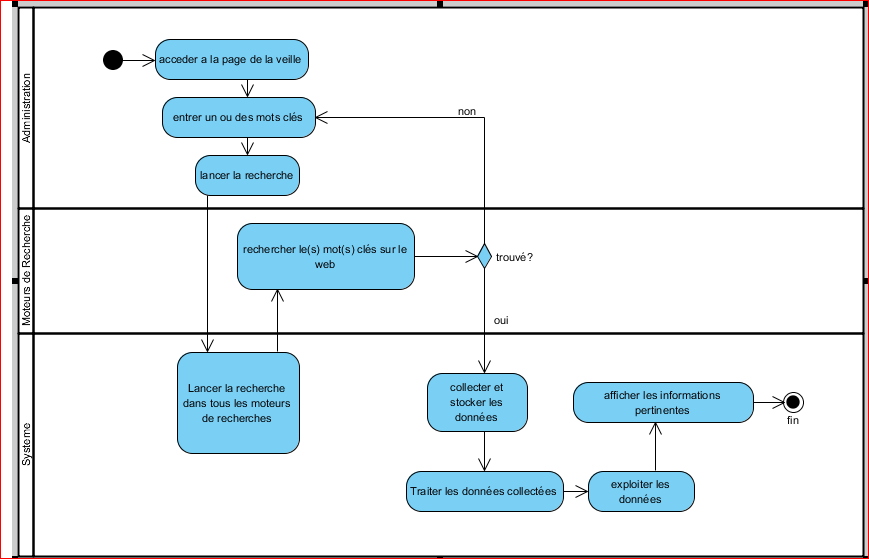 Administration
acceder a la page de la veille
entrer un ou des mots clés
non
lancer la recherche
Moteurs de Recherche
rechercher le(s) mot(s) clés sur le
web
trouvé?
oui
Systeme
Lancer la recherche
dans tous les moteurs
de recherches
collecter et
stocker les
données
afficher les informations
pertinentes
fin
Traiter les données collectées
exploiter les
données